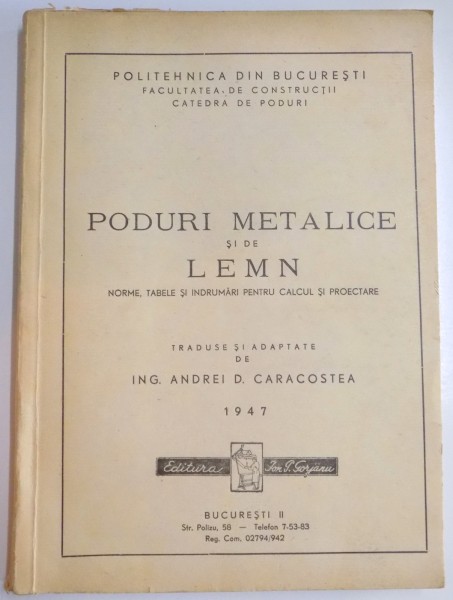 POLITEHNICA DIN BUCUREȘTI
FACULTATEA DE CONSTRUCȚII
CATEDRA DE PODURI
PODURI METALICE
ȘI DE
LEMN
NORME, TABELE ȘI INDRUMĂRI PENTRU CALCUL ȘI PROECTARE
TRADUSE ȘI ADAPTATE
DE
ING. ANDREI D. CARACOSTEA
1947
Editura Ion P. Gorjanu
BUCUREȘTI II
Str. Polizu, 58 — Telefon 7-53-83
Reg. Com. 02794/942